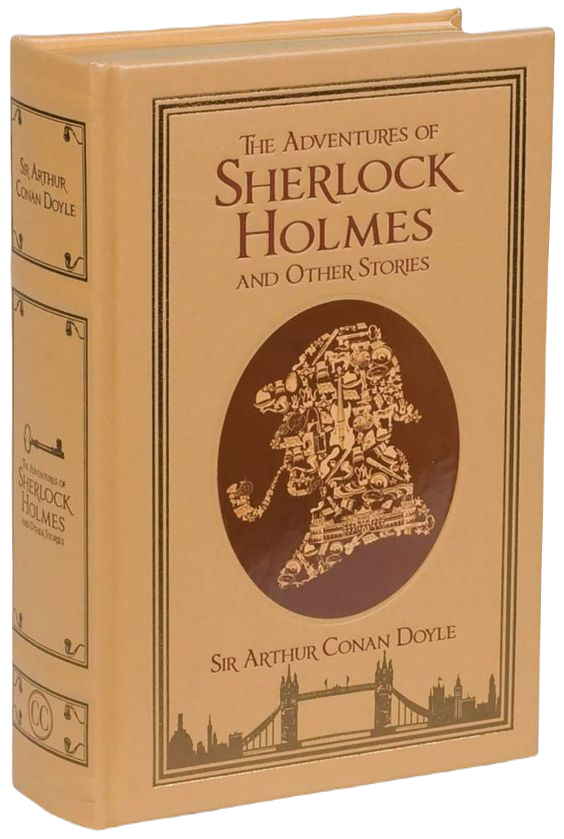 The Adventures of
Sherlock
Holmes
and Other Stories
Sir Arthur Conan Doyle
Sir Arthur
Conan Doyle
The Adventures of
Sherlock
Holmes
and Other Stories
CC